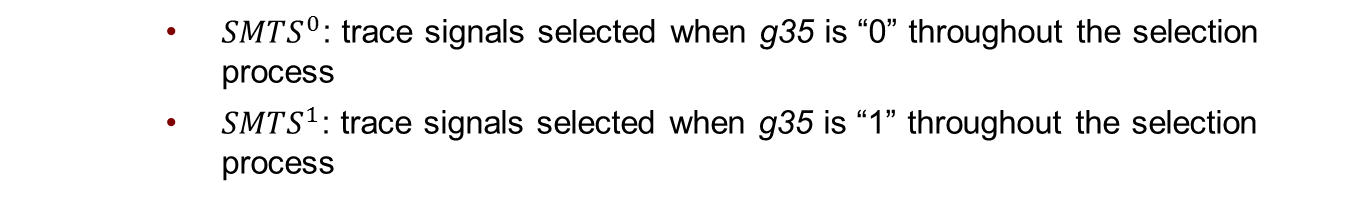 • SMTS⁰: trace signals selected when g35 is “0” throughout the selection
process
• SMTS¹: trace signals selected when g35 is “1” throughout the selection
process